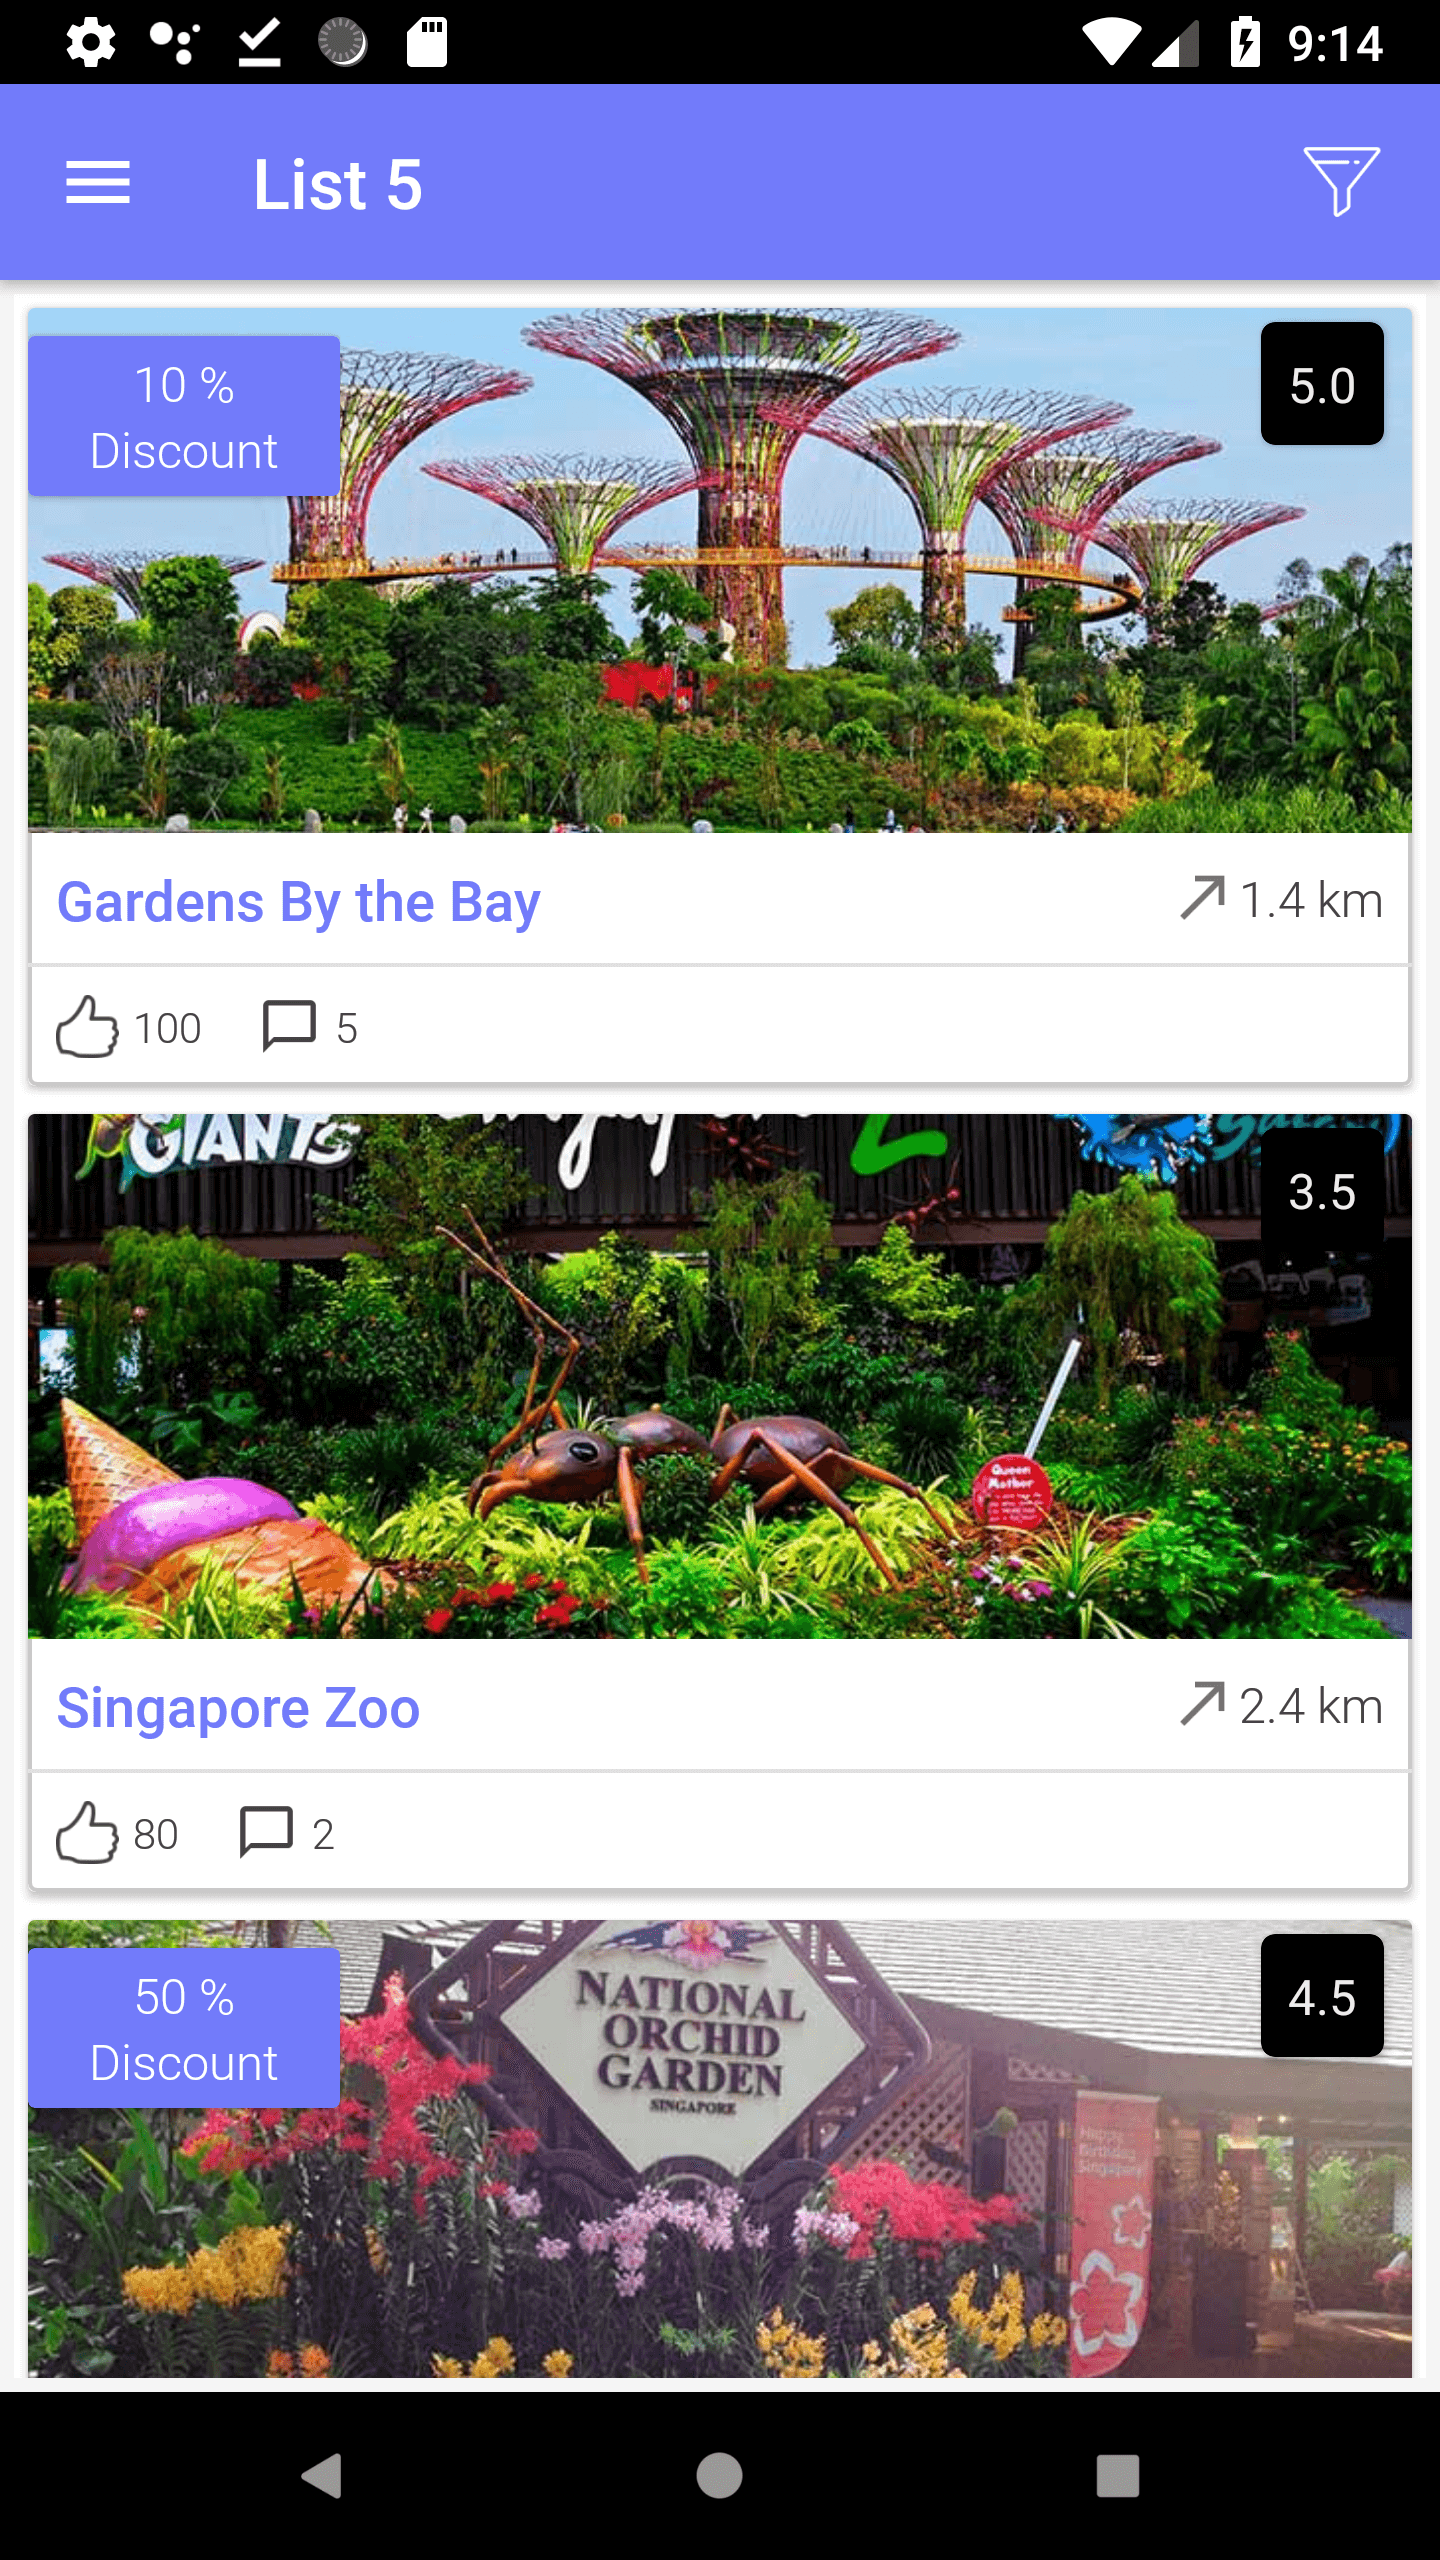 9:14
List 5
10 %
Discount
5.0
Gardens By the Bay
1.4 km
100
5
GIANTS
3.5
Queen
Mother
Singapore Zoo
2.4 km
80
2
50 %
Discount
4.5
NATIONAL
ORCHID
GARDEN
SINGAPORE
Happy
Birthday
Singapore